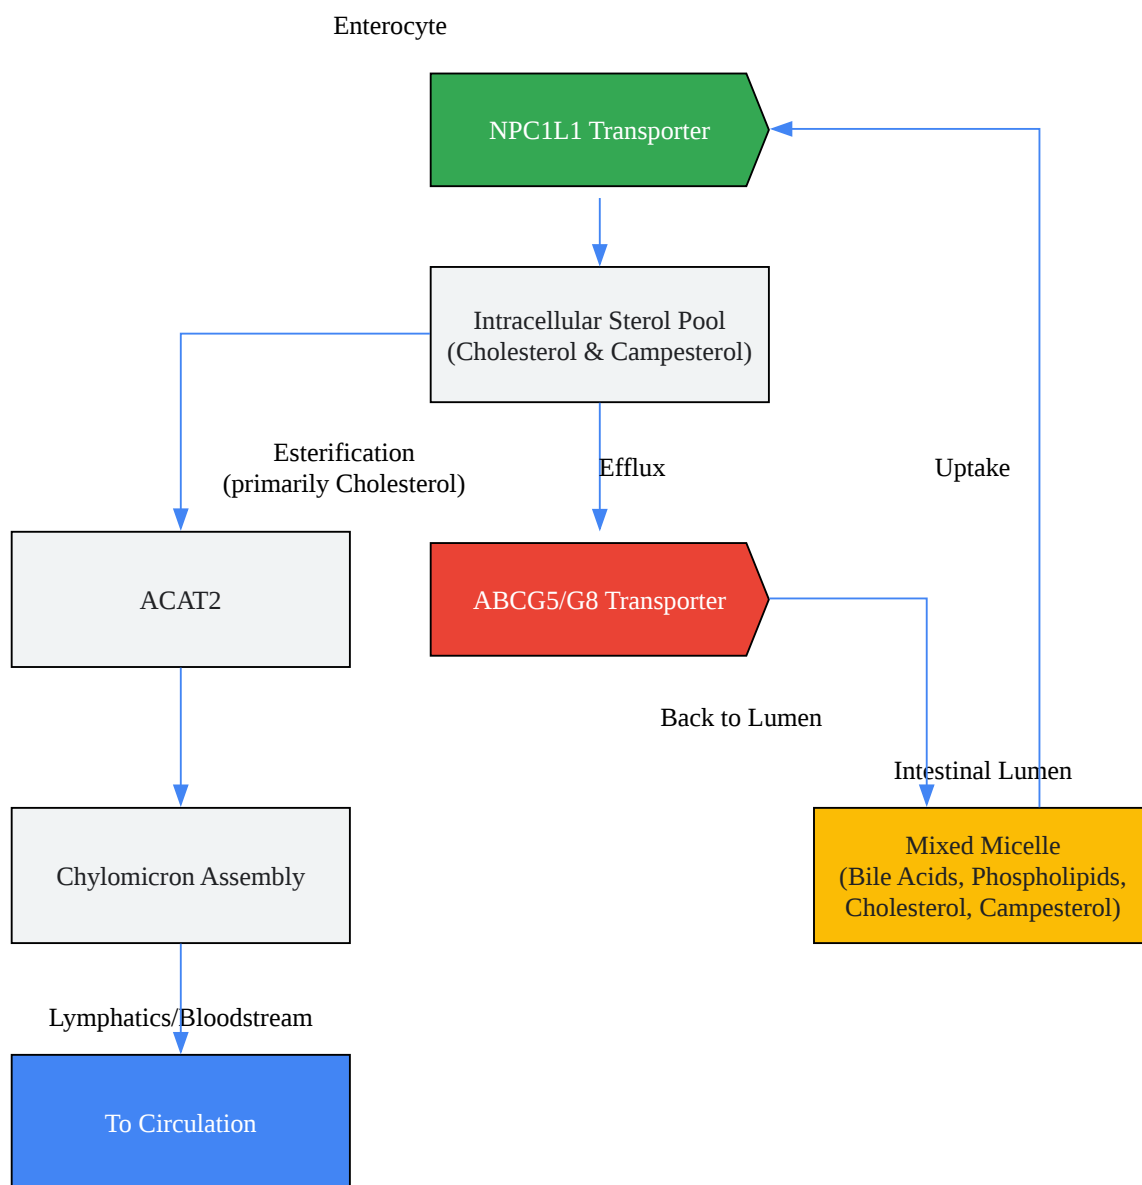 Enterocyte
NPC1L1 Transporter
Intracellular Sterol Pool
(Cholesterol & Campesterol)
Esterification
(primarily Cholesterol)
Efflux
Uptake
ACAT2
ABCG5/G8 Transporter
Back to Lumen
Intestinal Lumen
Chylomicron Assembly
Mixed Micelle
(Bile Acids, Phospholipids,
Cholesterol, Campesterol)
Lymphatics/Bloodstream
To Circulation